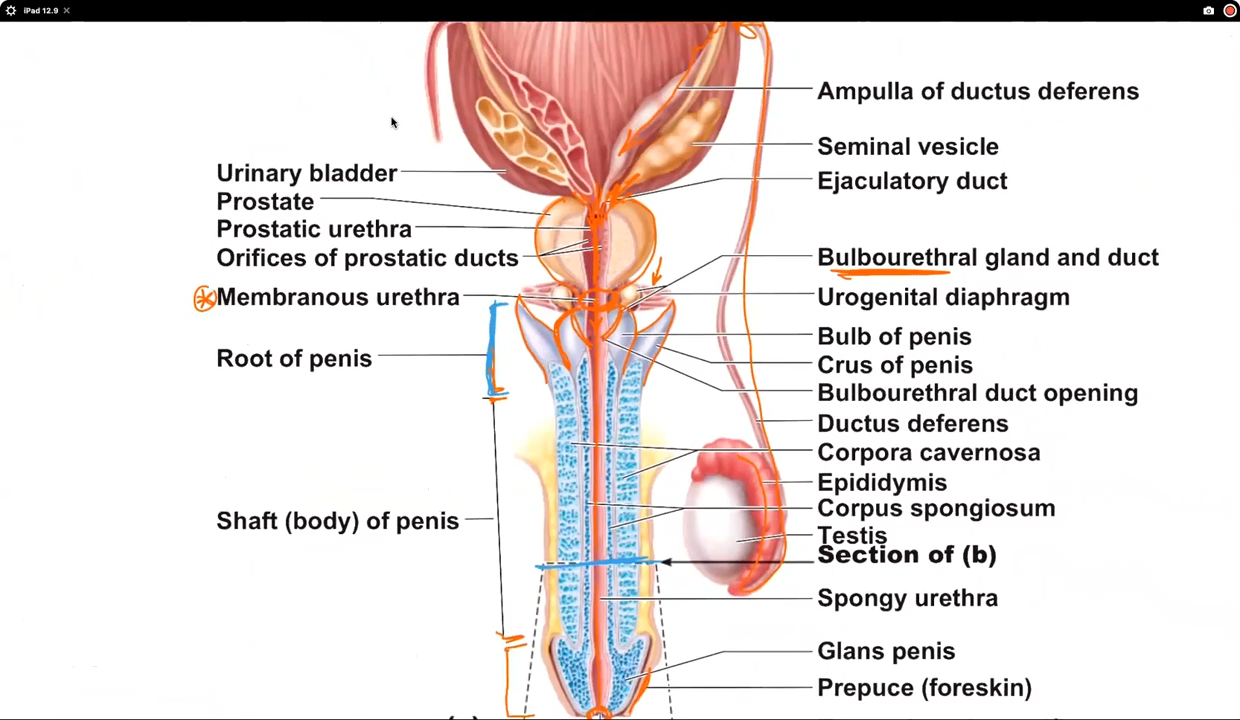 iPad 12.9
Ampulla of ductus deferens
Seminal vesicle
Ejaculatory duct
Bulbourethral gland and duct
Urogenital diaphragm
Bulb of penis
Crus of penis
Bulbourethral duct opening
Ductus deferens
Corpora cavernosa
Epididymis
Corpus spongiosum
Testis
Section of (b)
Spongy urethra
Glans penis
Prepuce (foreskin)
Urinary bladder
Prostate
Prostatic urethra
Orifices of prostatic ducts
Membranous urethra
Root of penis
Shaft (body) of penis